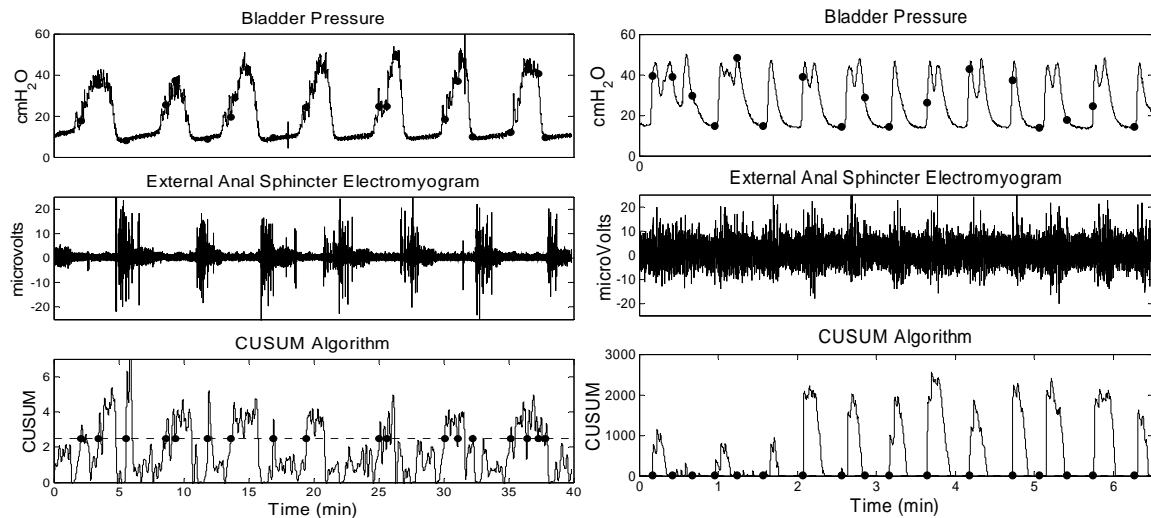 Bladder Pressure
60
40
20
0
cmH2O
External Anal Sphincter Electromyogram
20
10
0
-10
-20
microvolts
CUSUM Algorithm
6
4
2
0
CUSUM
0 5 10 15 20 25 30 35 40
Time (min)
Bladder Pressure
60
40
20
0
cmH2O
0
External Anal Sphincter Electromyogram
20
10
0
-10
-20
microVolts
CUSUM Algorithm
3000
2000
1000
0
CUSUM
0 1 2 3 4 5 6
Time (min)